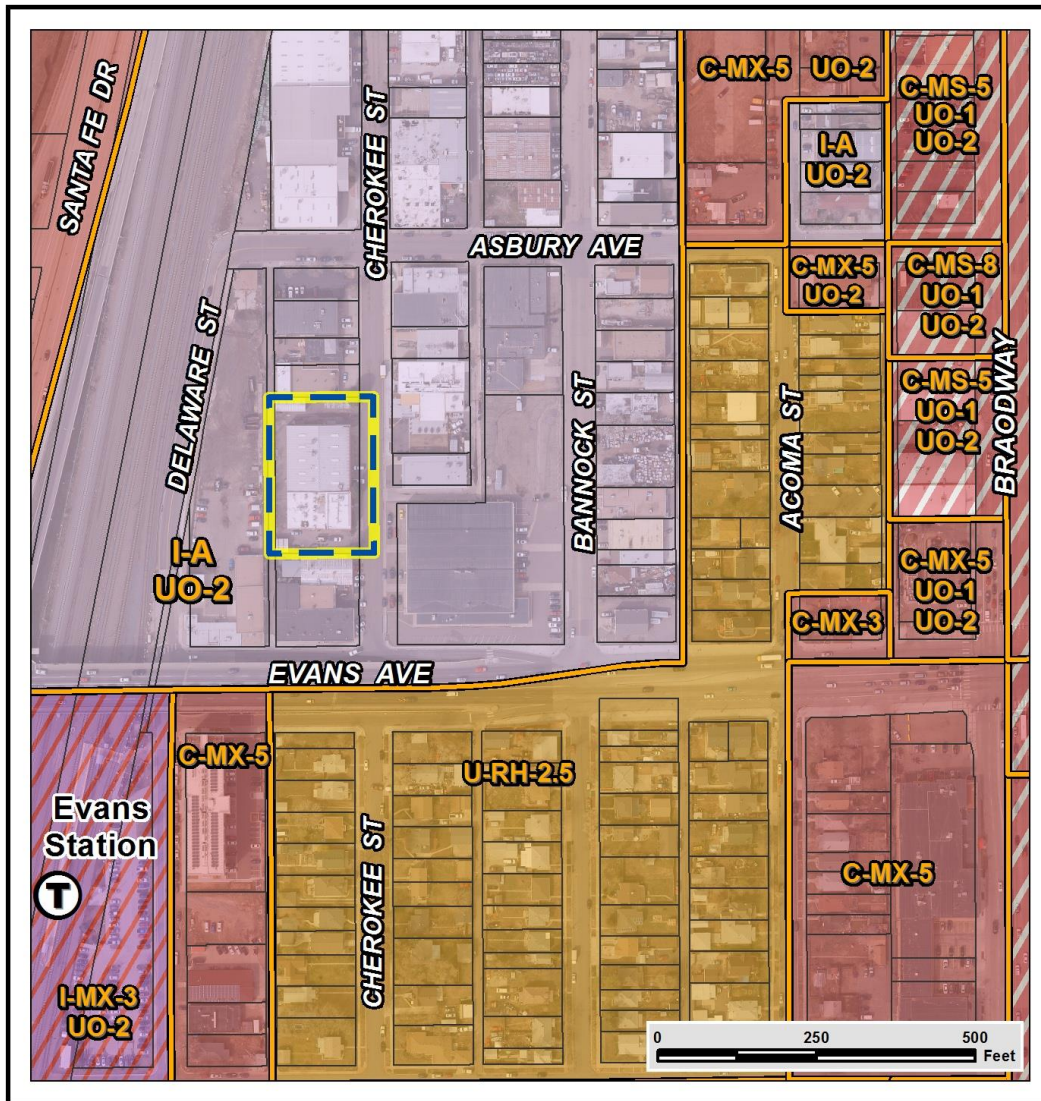 SANTA FE DR
CHEROKEE ST
C-MX-5
UO-2
C-MS-5
UO-1
UO-2
I-A
UO-2
ASBURY AVE
C-MX-5
UO-2
C-MS-8
UO-1
UO-2
DELAWARE ST
BANNOCK ST
ACOMA ST
C-MS-5
UO-1
UO-2
BRAODWAY
I-A
UO-2
C-MX-5
UO-1
UO-2
C-MX-3
EVANS AVE
C-MX-5
U-RH-2.5
Evans
Station
T
CHEROKEE ST
C-MX-5
I-MX-3
UO-2
0 250 500
Feet